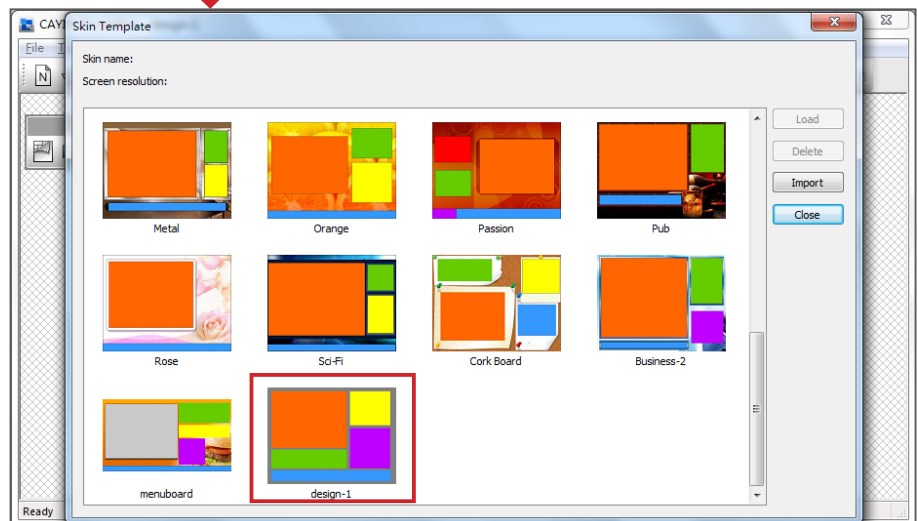 CAYI
Skin Template
File
N
Skin name:
Screen resolution:
Load
Delete
Import
Close
Metal
Orange
Passion
Pub
Rose
Sci-Fi
Cork Board
Business-2
menuboard
design-1
Ready